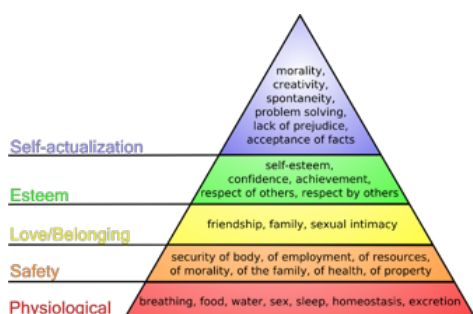 morality,
creativity,
spontaneity,
problem solving,
lack of prejudice,
acceptance of facts
Self-actualization
self-esteem,
confidence, achievement,
respect of others, respect by others
Esteem
friendship, family, sexual intimacy
Love/Belonging
security of body, of employment, of resources,
of morality, of the family, of health, of property
Safety
breathing, food, water, sex, sleep, homeostasis, excretion
Physiological